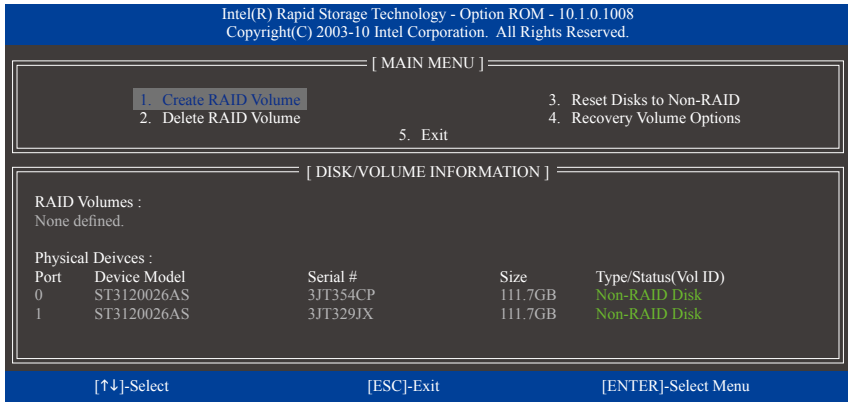 Intel(R) Rapid Storage Technology - Option ROM - 10.1.0.1008
Copyright(C) 2003-10 Intel Corporation. All Rights Reserved.
[ MAIN MENU ]
1. Create RAID Volume 3. Reset Disks to Non-RAID
2. Delete RAID Volume 4. Recovery Volume Options
5. Exit
[ DISK/VOLUME INFORMATION ]
RAID Volumes :
None defined.
Physical Deivces :
Port Device Model Serial # Size Type/Status(Vol ID)
0 ST3120026AS 3JT354CP 111.7GB Non-RAID Disk
1 ST3120026AS 3JT329JX 111.7GB Non-RAID Disk
[↑↓]-Select [ESC]-Exit [ENTER]-Select Menu